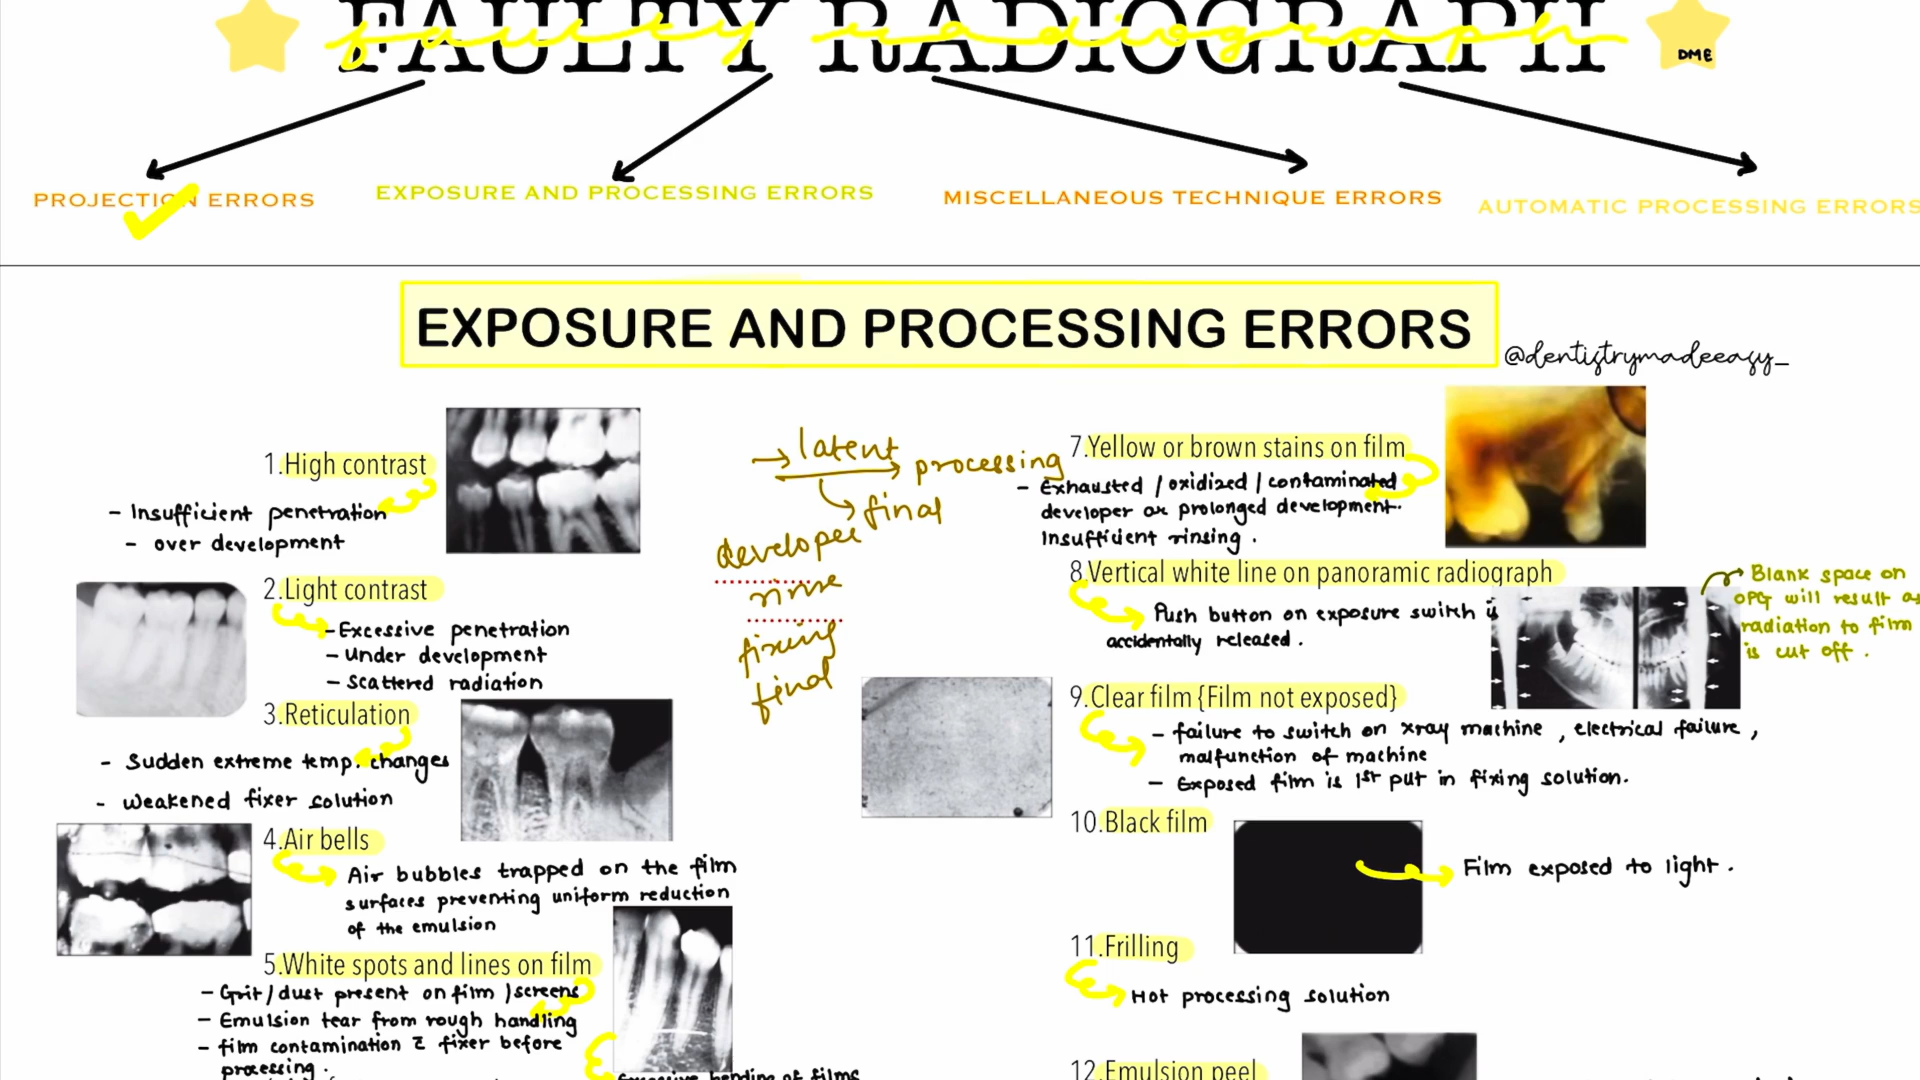 FAULTY RADIOGRAPH
faulty radiograph
DME
PROJECTION ERRORS
EXPOSURE AND PROCESSING ERRORS
MISCELLANEOUS TECHNIQUE ERRORS
AUTOMATIC PROCESSING ERRORS
EXPOSURE AND PROCESSING ERRORS
@dentistrymadeeasy_
1.High contrast
- Insufficient penetration
- over development
2.Light contrast
- Excessive penetration
- under development
- scattered radiation
3.Reticulation
- Sudden extreme temp. changes
- weakened fixer solution
4.Air bells
Air bubbles trapped on the film
surfaces preventing uniform reduction
of the emulsion
5.White spots and lines on film
- Grit/dust present on film /screens
- Emulsion tear from rough handling
- film contamination c̄ fixer before
processing.
bending of films
→ latent → processing
final
developer
rinse
fixing
final
7.Yellow or brown stains on film
- Exhausted / oxidized / contaminated
developer or prolonged development.
Insufficient rinsing.
8.Vertical white line on panoramic radiograph
Push button on exposure switch is
accidentally released.
Blank space on
OPG will result as
radiation to film
is cut off.
9.Clear film {Film not exposed}
- failure to switch on xray machine, electrical failure,
malfunction of machine
- Exposed film is 1st put in fixing solution.
10.Black film
Film exposed to light.
11.Frilling
Hot processing solution
12.Emulsion peel